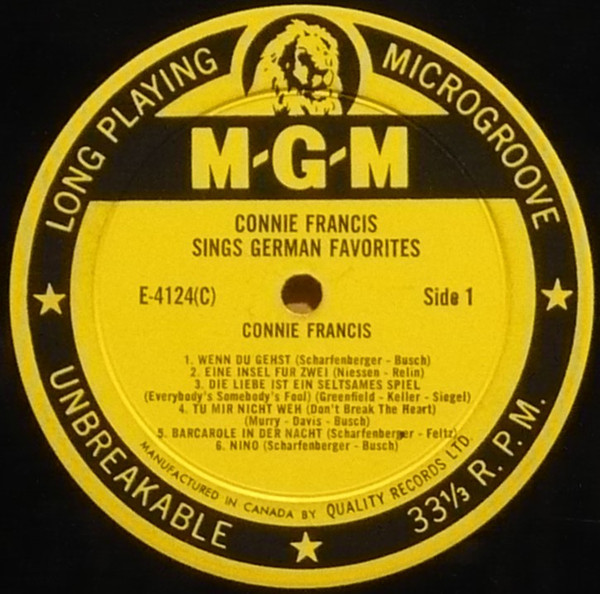 LONG PLAYING
MICROGROOVE
M-G-M
CONNIE FRANCIS
SINGS GERMAN FAVORITES
E-4124(C)
Side 1
CONNIE FRANCIS
1. WENN DU GEHST (Scharfenberger - Busch)
2. EINE INSEL FUR ZWEI (Niessen - Relin)
3. DIE LIEBE IST EIN SELTSAMES SPIEL
(Everybody's Somebody's Fool) (Greenfield - Keller - Siegel)
4. TU MIR NICHT WEH (Don't Break The Heart)
(Murry - Davis - Busch)
5. BARCAROLE IN DER NACHT (Scharfenberger - Feltz)
6. NINO (Scharfenberger - Busch)
MANUFACTURED IN CANADA BY QUALITY RECORDS LTD.
UNBREAKABLE
33⅓ R.P.M.